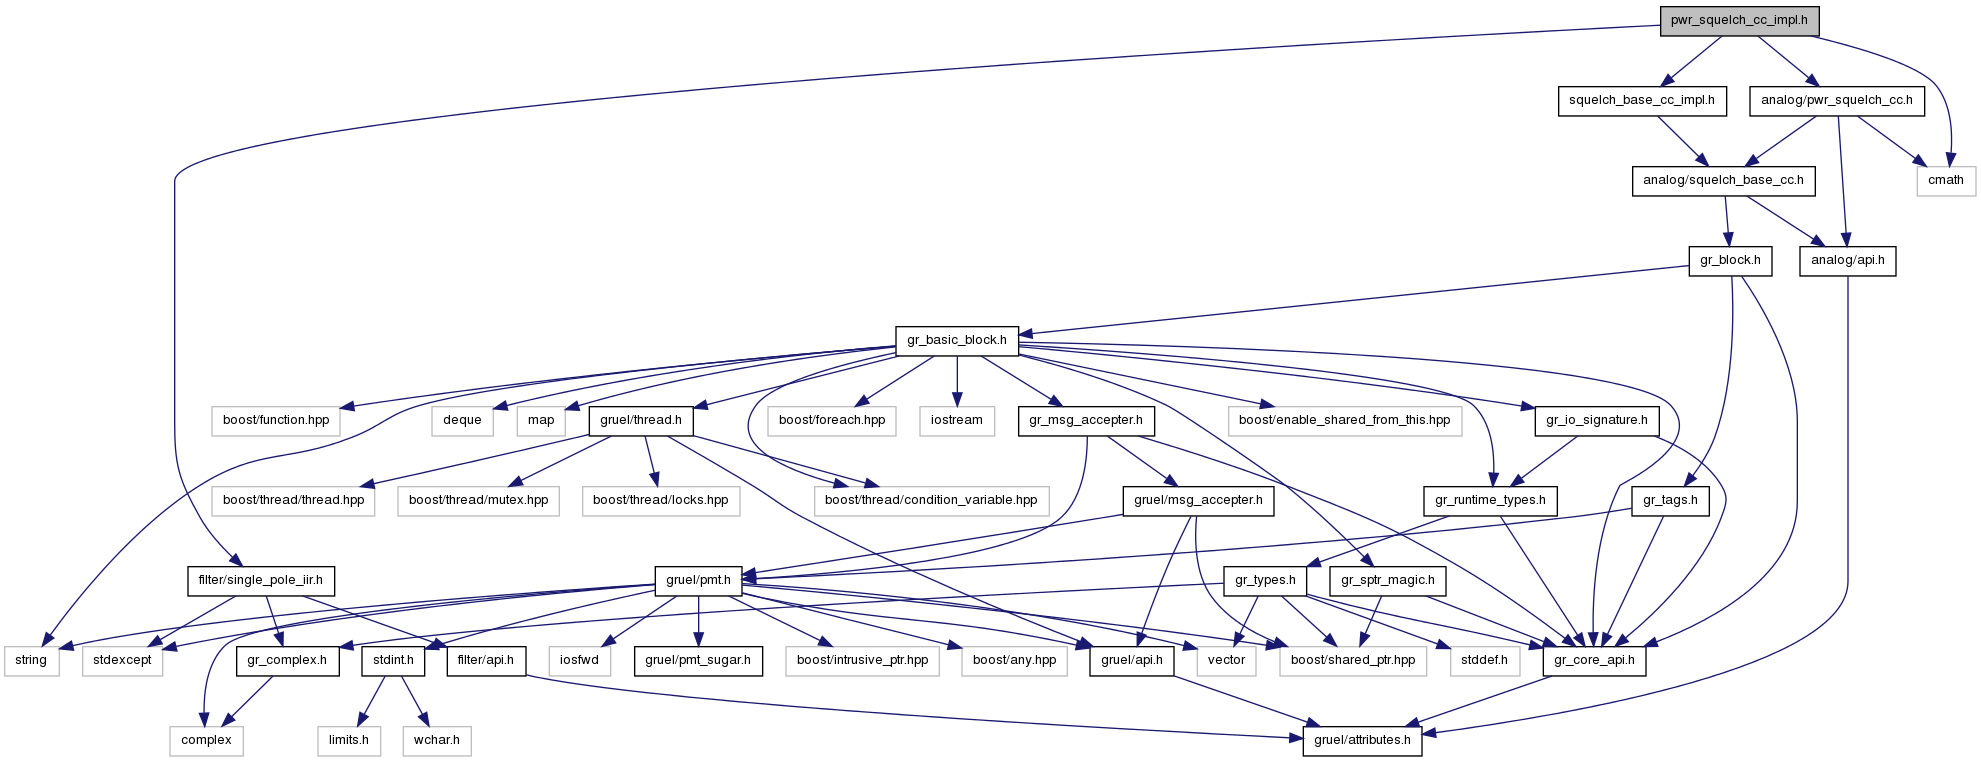 pwr_squelch_cc_impl.h
squelch_base_cc_impl.h
analog/pwr_squelch_cc.h
analog/squelch_base_cc.h
cmath
gr_block.h
analog/api.h
gr_basic_block.h
boost/function.hpp
deque
map
gruel/thread.h
boost/foreach.hpp
iostream
gr_msg_accepter.h
boost/enable_shared_from_this.hpp
gr_io_signature.h
boost/thread/thread.hpp
boost/thread/mutex.hpp
boost/thread/locks.hpp
boost/thread/condition_variable.hpp
gruel/msg_accepter.h
gr_runtime_types.h
gr_tags.h
filter/single_pole_iir.h
gruel/pmt.h
gr_types.h
gr_sptr_magic.h
string
stdexcept
gr_complex.h
stdint.h
filter/api.h
iosfwd
gruel/pmt_sugar.h
boost/intrusive_ptr.hpp
boost/any.hpp
gruel/api.h
vector
boost/shared_ptr.hpp
stddef.h
gr_core_api.h
complex
limits.h
wchar.h
gruel/attributes.h